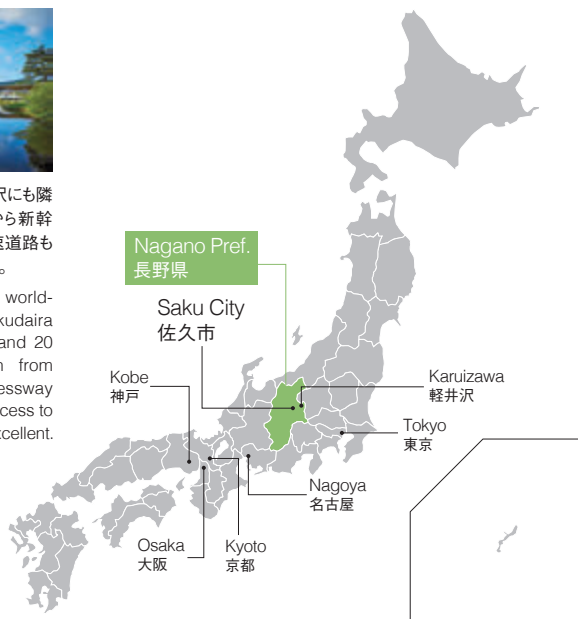 沢にも隣
から新幹
速道路も
。
world-
kudaira
and 20
from
essway
cess to
xcellent.
Nagano Pref.
長野県
Saku City
佐久市
Kobe
神戸
Karuizawa
軽井沢
Tokyo
東京
Nagoya
名古屋
Osaka
大阪
Kyoto
京都